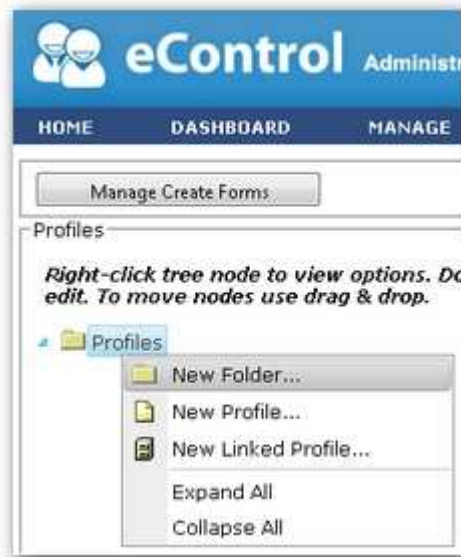 eControl Administr
HOME DASHBOARD MANAGE
Manage Create Forms
Profiles
Right-click tree node to view options. Do
edit. To move nodes use drag & drop.
Profiles
New Folder...
New Profile...
New Linked Profile...
Expand All
Collapse All